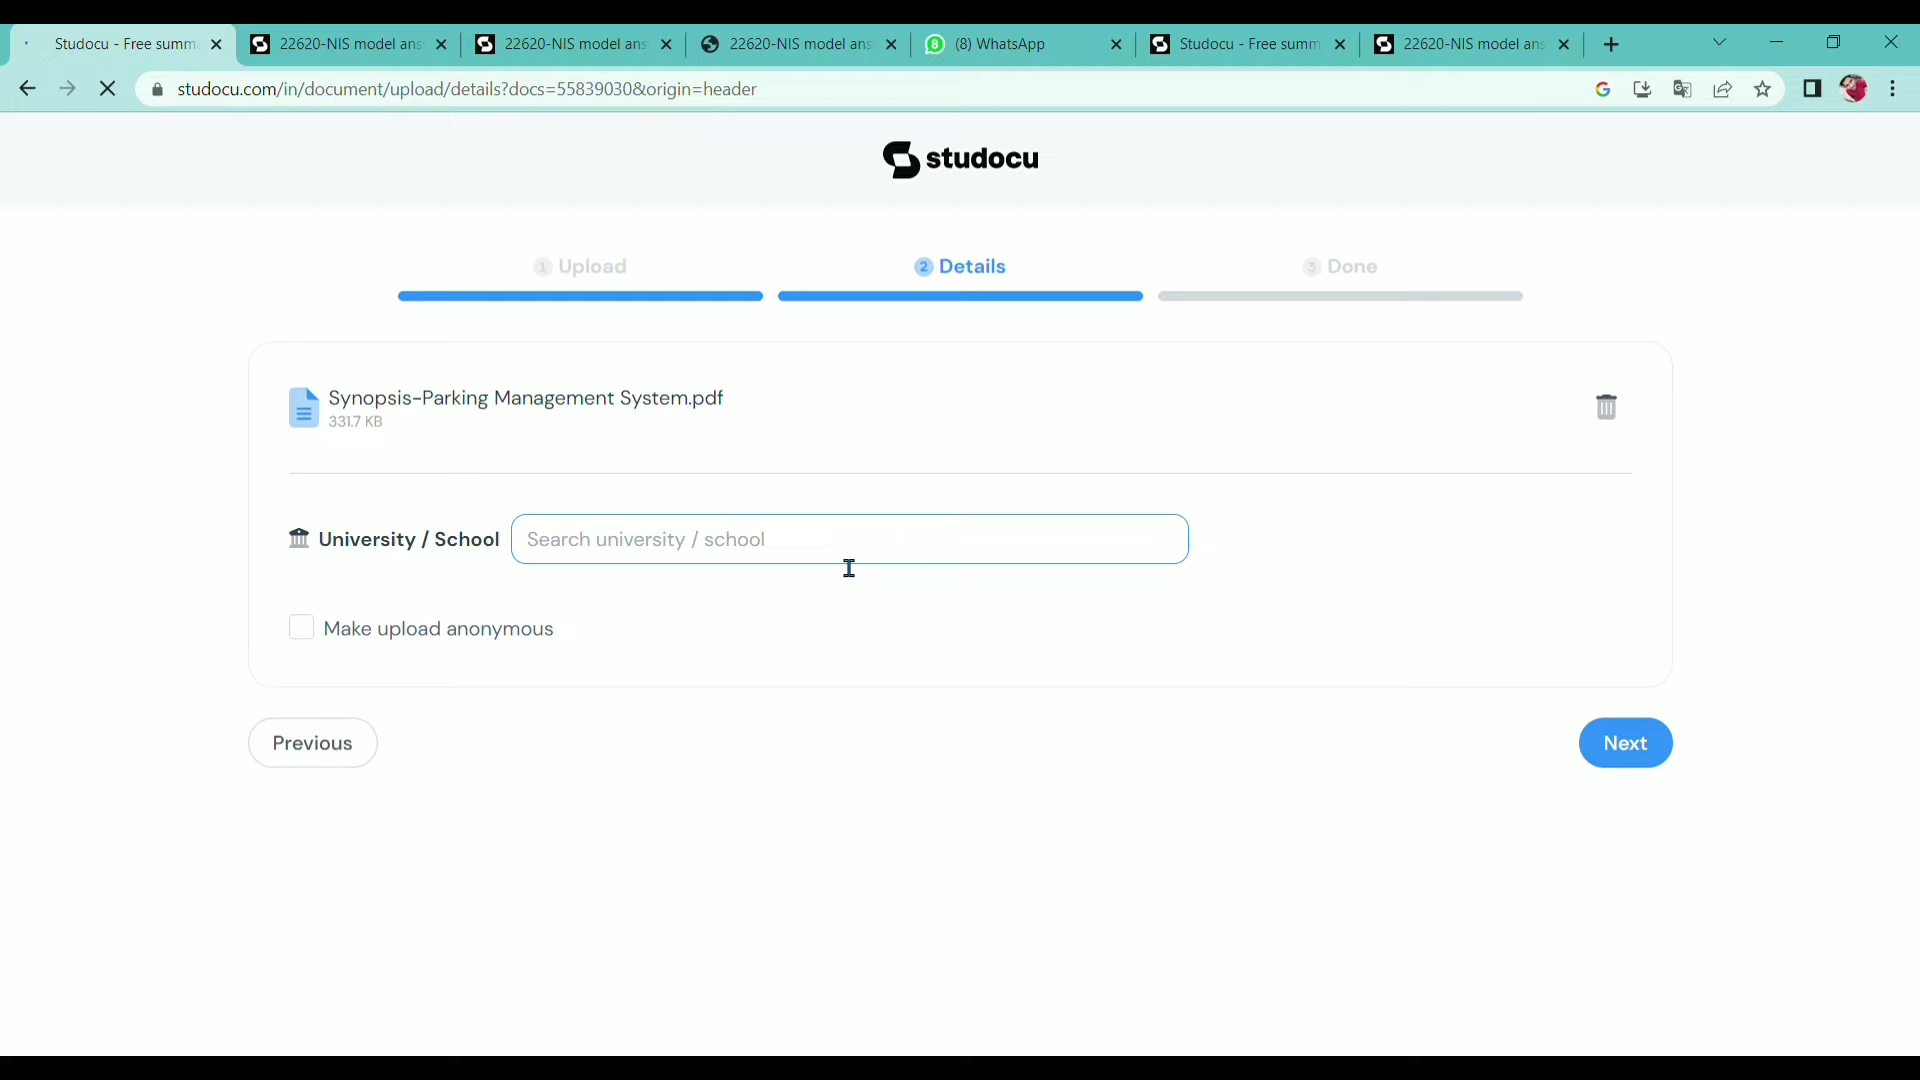 Studocu - Free summ
22620-NIS model ans
22620-NIS model ans
22620-NIS model ans
(8) WhatsApp
Studocu - Free summ
22620-NIS model ans
studocu.com/in/document/upload/details?docs=55839030&origin=header
studocu
1 Upload
2 Details
3 Done
Synopsis-Parking Management System.pdf
331.7 KB
University / School
Search university / school
Make upload anonymous
Previous
Next